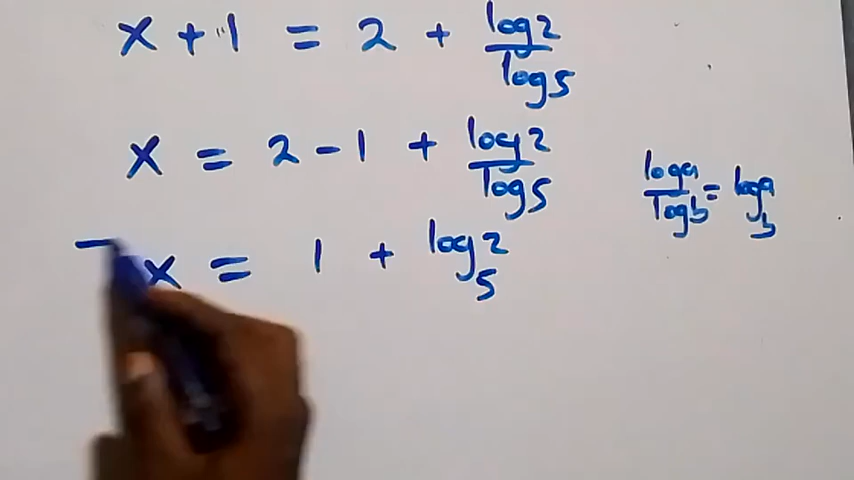 x + 1 = 2 + log2/log5
x = 2 - 1 + log2/log5
loga/logb = log_b a
x = 1 + log_5 2